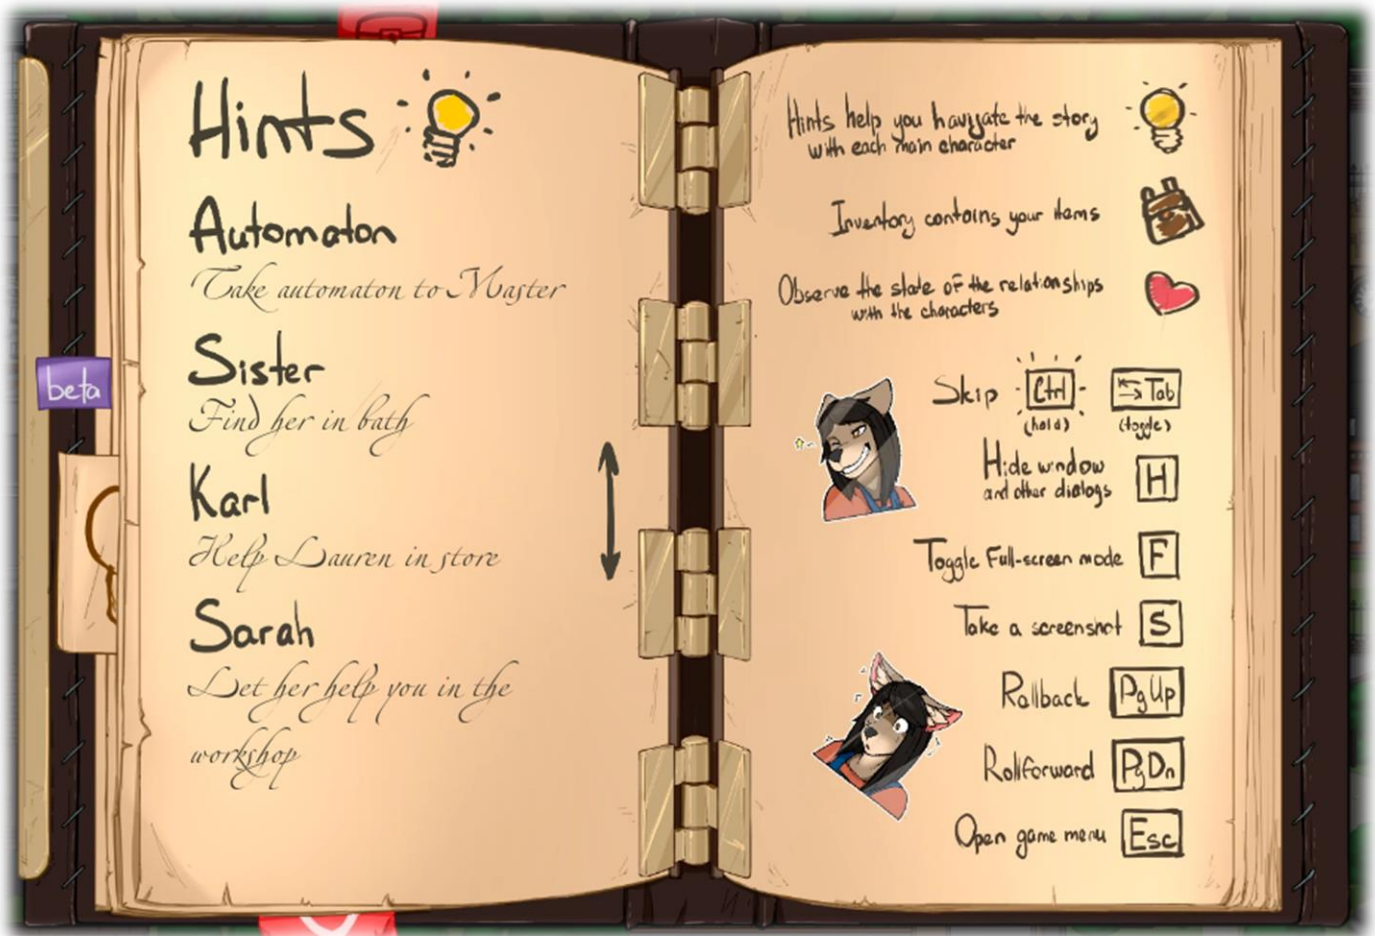 Hints
Automaton
Take automaton to Master
Sister
Find her in bath
Karl
Help Lauren in store
Sarah
Let her help you in the
workshop
beta
Hints help you navigate the story
with each main character
Inventory contains your items
Observe the state of the relationships
with the characters
Skip Ctrl Tab
(hold) (toggle)
Hide window
and other dialogs H
Toggle Full-screen mode F
Take a screenshot S
Rollback PgUp
Rollforward PgDn
Open game menu Esc